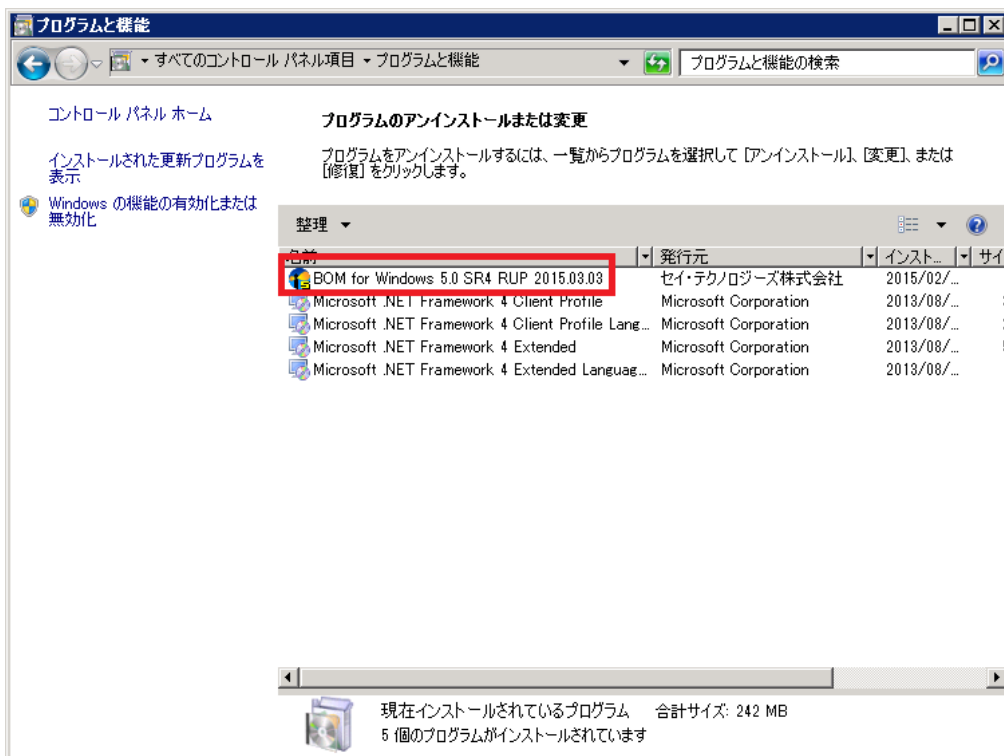 プログラムと機能
すべてのコントロール パネル項目 プログラムと機能
プログラムと機能の検索
コントロール パネル ホーム
インストールされた更新プログラムを
表示
Windows の機能の有効化または
無効化
プログラムのアンインストールまたは変更
プログラムをアンインストールするには、一覧からプログラムを選択して [アンインストール]、[変更]、または
[修復] をクリックします。
整理
名前 発行元 インスト... サイ
BOM for Windows 5.0 SR4 RUP 2015.03.03 セイ・テクノロジーズ株式会社 2015/02/...
Microsoft .NET Framework 4 Client Profile Microsoft Corporation 2013/08/...
Microsoft .NET Framework 4 Client Profile Lang... Microsoft Corporation 2013/08/...
Microsoft .NET Framework 4 Extended Microsoft Corporation 2013/08/...
Microsoft .NET Framework 4 Extended Languag... Microsoft Corporation 2013/08/...
現在インストールされているプログラム 合計サイズ: 242 MB
5 個のプログラムがインストールされています